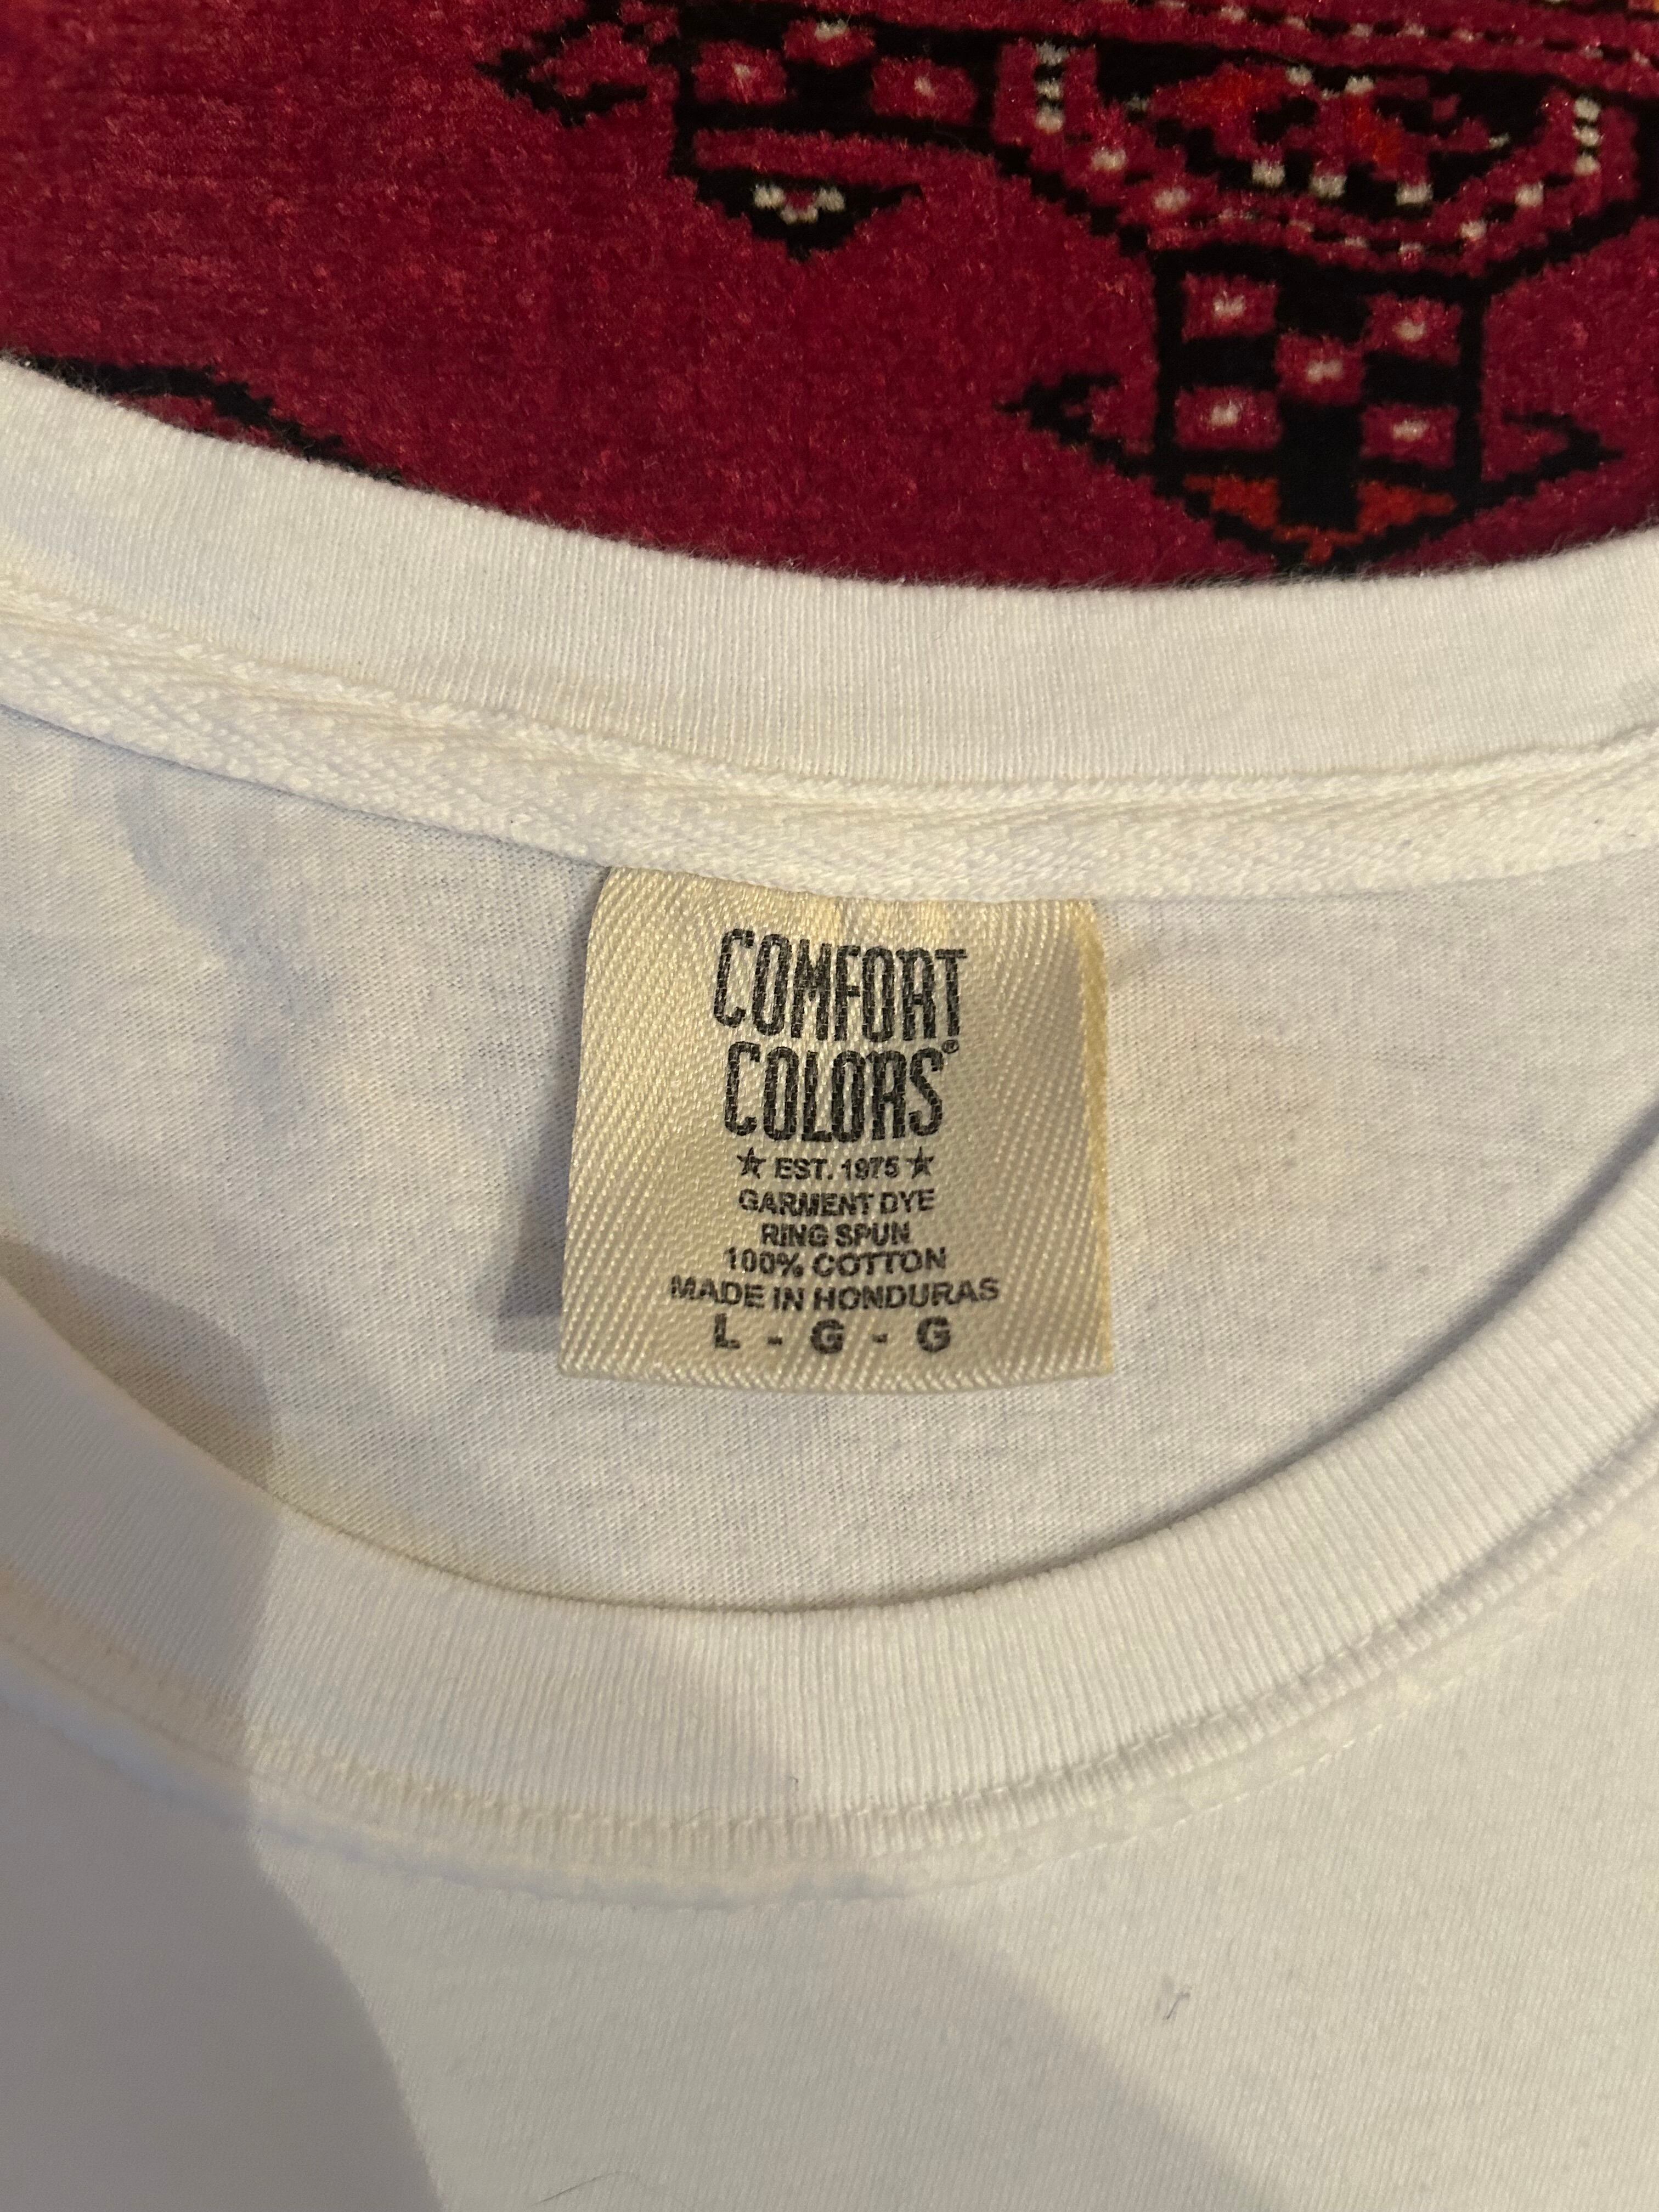 COMFORT
COLORS®
★ EST. 1975 ★
GARMENT DYE
RING SPUN
100% COTTON
MADE IN HONDURAS
L - G - G